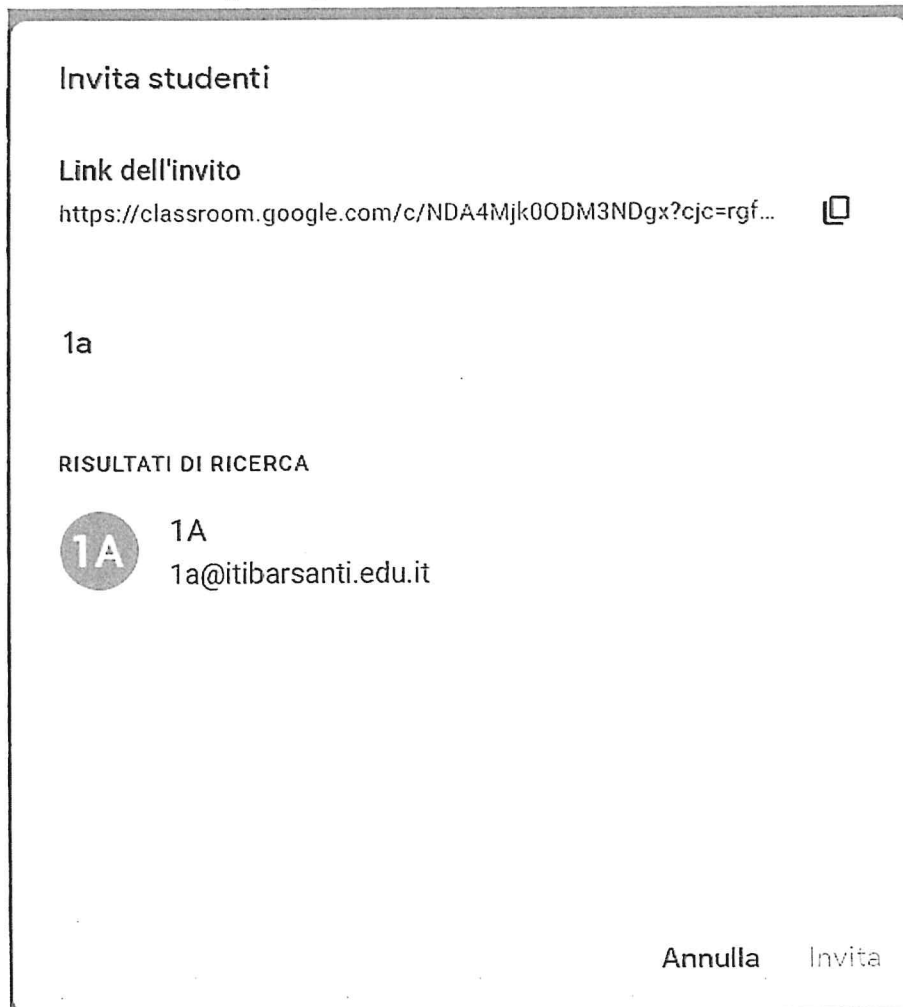 Invita studenti
Link dell'invito
https://classroom.google.com/c/NDA4Mjk0ODM3NDgx?cjc=rgf...
1a
RISULTATI DI RICERCA
1A
1A
1a@itibarsanti.edu.it
Annulla Invita